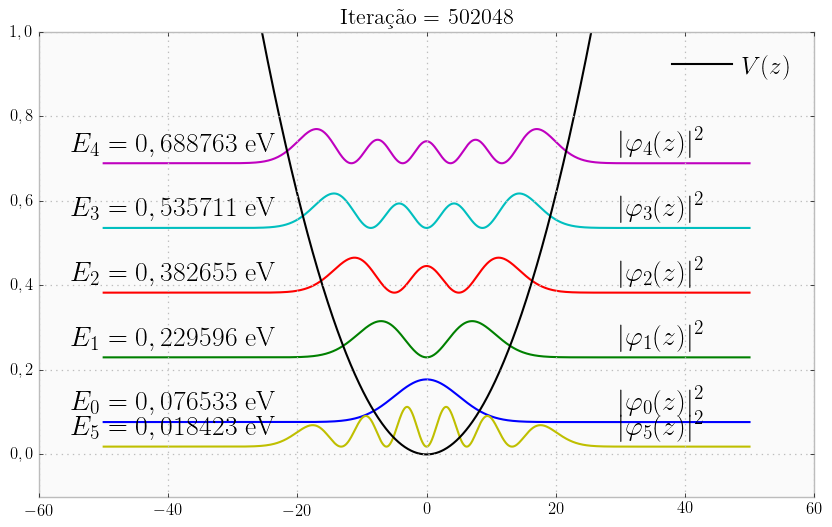 Iteração = 502048
1,0
V(z)
0,8
E₄ = 0,688763 eV |φ₄(z)|²
0,6
E₃ = 0,535711 eV |φ₃(z)|²
0,4
E₂ = 0,382655 eV |φ₂(z)|²
E₁ = 0,229596 eV |φ₁(z)|²
0,2
E₀ = 0,076533 eV |φ₀(z)|²
E₅ = 0,018423 eV |φ₅(z)|²
0,0
−60 −40 −20 0 20 40 60